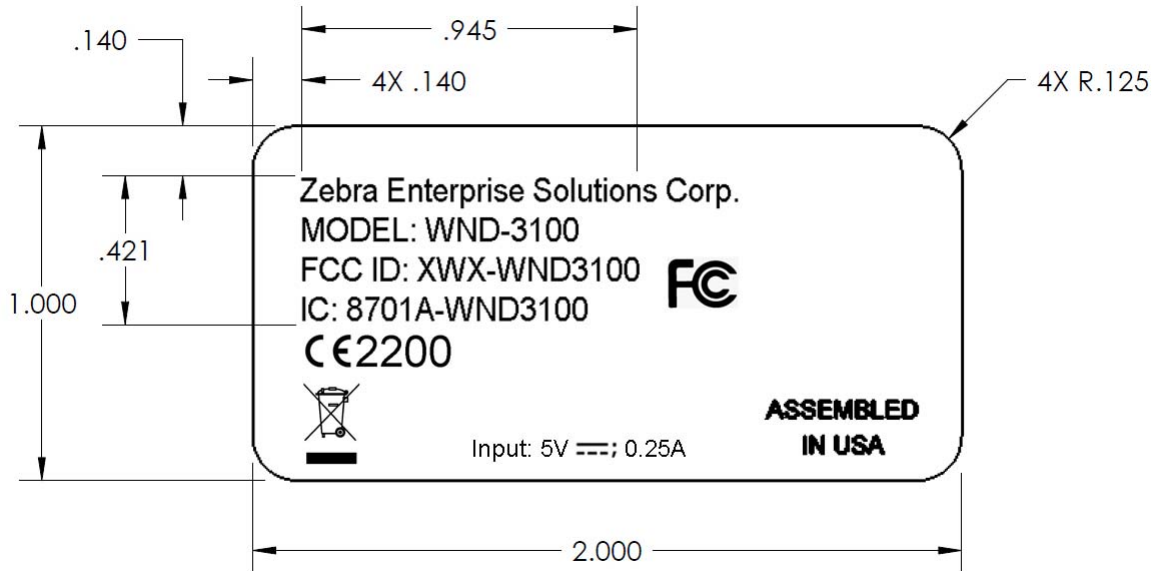 .945
.140
4X .140
4X R.125
Zebra Enterprise Solutions Corp.
MODEL: WND-3100
.421
FCC ID: XWX-WND3100
FC
1.000
IC: 8701A-WND3100
CE2200
ASSEMBLED
IN USA
Input: 5V ⎓; 0.25A
2.000